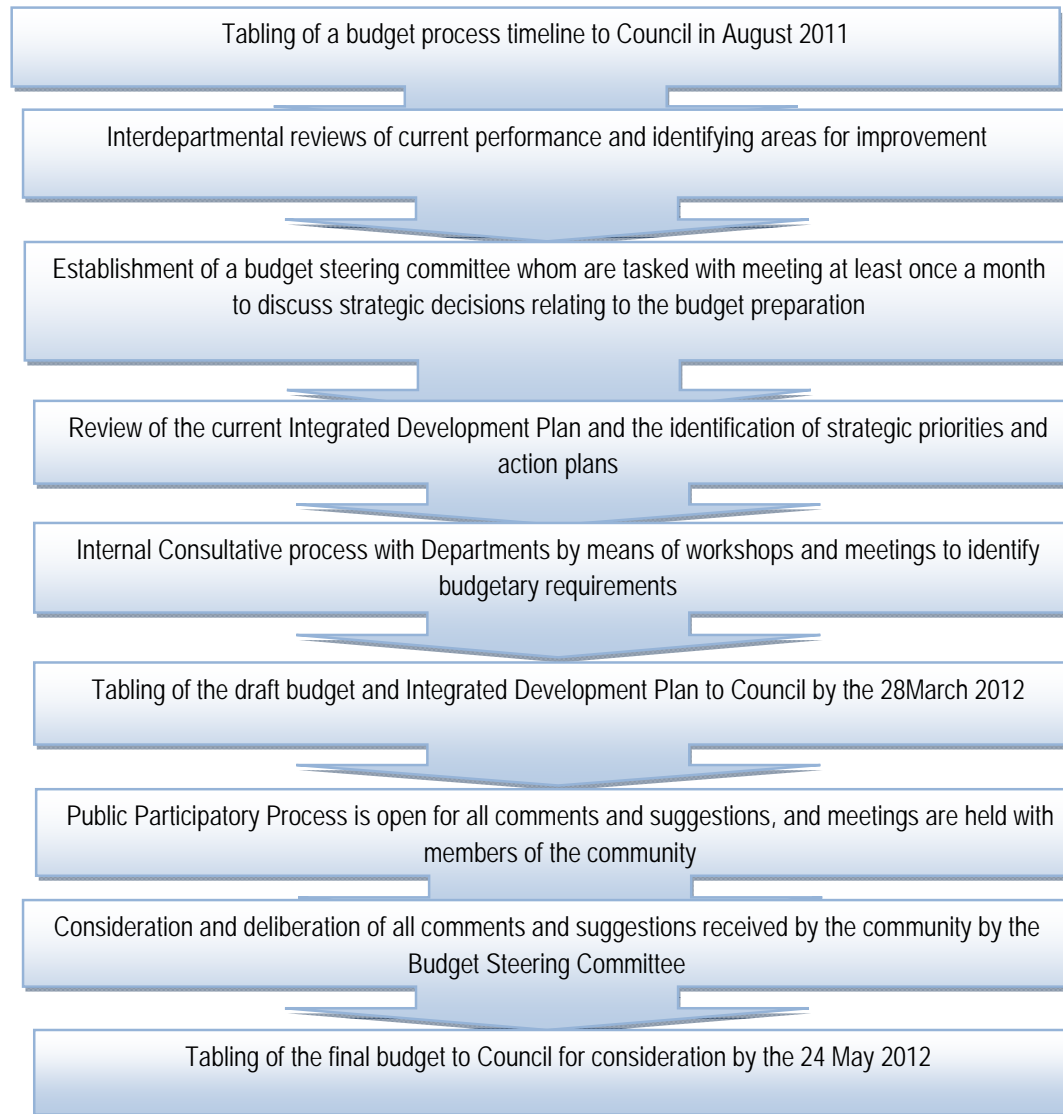 Tabling of a budget process timeline to Council in August 2011
Interdepartmental reviews of current performance and identifying areas for improvement
Establishment of a budget steering committee whom are tasked with meeting at least once a month
to discuss strategic decisions relating to the budget preparation
Review of the current Integrated Development Plan and the identification of strategic priorities and
action plans
Internal Consultative process with Departments by means of workshops and meetings to identify
budgetary requirements
Tabling of the draft budget and Integrated Development Plan to Council by the 28March 2012
Public Participatory Process is open for all comments and suggestions, and meetings are held with
members of the community
Consideration and deliberation of all comments and suggestions received by the community by the
Budget Steering Committee
Tabling of the final budget to Council for consideration by the 24 May 2012